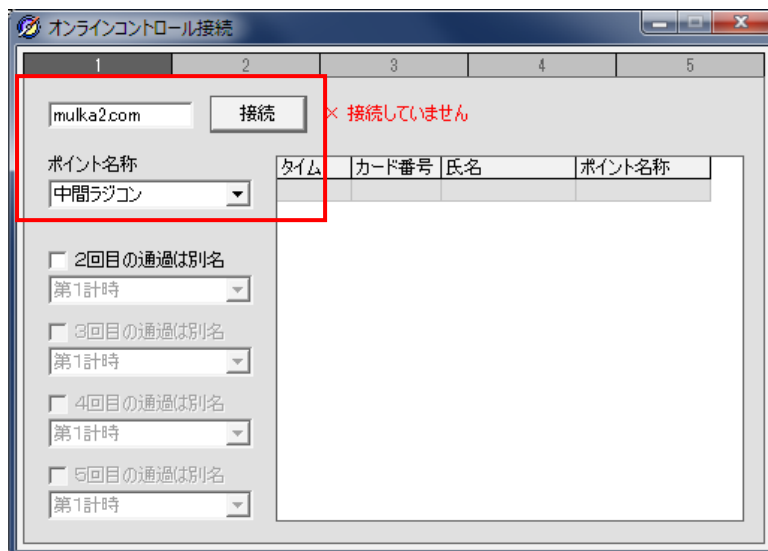 オンラインコントロール接続
1 2 3 4 5
mulka2.com 接続 × 接続していません
ポイント名称
中間ラジコン
タイム カード番号 氏名 ポイント名称
2回目の通過は別名
第1計時
3回目の通過は別名
第1計時
4回目の通過は別名
第1計時
5回目の通過は別名
第1計時